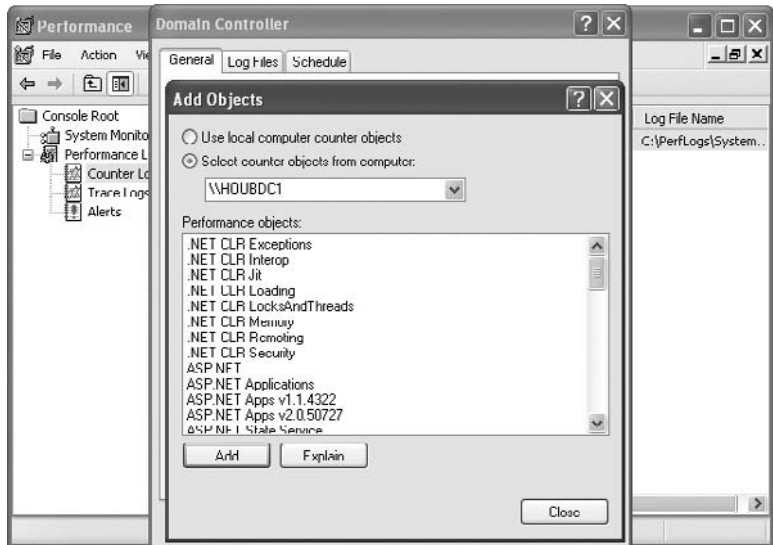 Performance
File Action Vie
Console Root
System Monito
Performance L
Counter Lo
Trace Logs
Alerts
Domain Controller
General Log Files Schedule
Add Objects
Use local computer counter objects
Select counter objects from computer:
\\HOUBDC1
Performance objects:
.NET CLR Exceptions
.NET CLR Interop
.NET CLR Jit
.NET CLR Loading
.NET CLR LocksAndThreads
.NET CLR Memory
.NET CLR Remoting
.NET CLR Security
ASP.NET
ASP.NET Applications
ASP.NET Apps v1.1.4322
ASP.NET Apps v2.0.50727
ASP.NET State Service
Add Explain
Close
Log File Name
C:\PerfLogs\System..